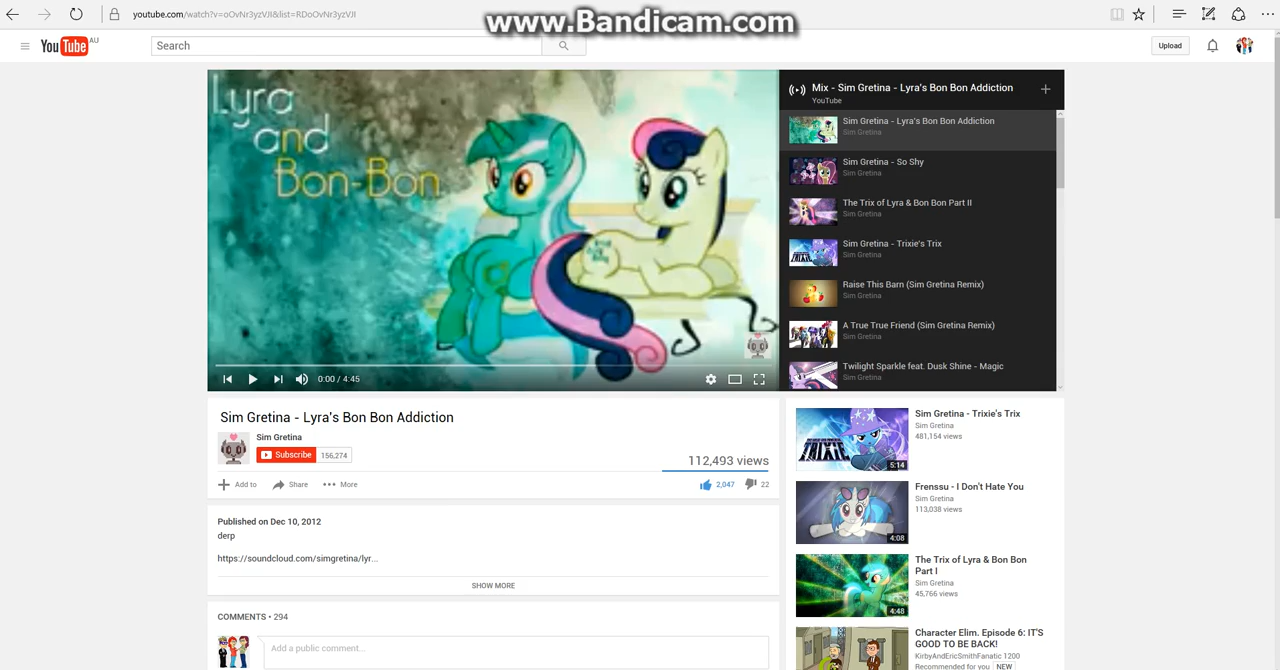 www.Bandicam.com
youtube.com/watch?v=oOvNr3yzVJI&list=RDoOvNr3yzVJI
YouTube AU
Search
Upload
Lyra
and
Bon-Bon
0:00 / 4:45
Mix - Sim Gretina - Lyra's Bon Bon Addiction
YouTube
Sim Gretina - Lyra's Bon Bon Addiction
Sim Gretina
Sim Gretina - So Shy
Sim Gretina
The Trix of Lyra & Bon Bon Part II
Sim Gretina
Sim Gretina - Trixie's Trix
Sim Gretina
Raise This Barn (Sim Gretina Remix)
Sim Gretina
A True True Friend (Sim Gretina Remix)
Sim Gretina
Twilight Sparkle feat. Dusk Shine - Magic
Sim Gretina
Sim Gretina - Lyra's Bon Bon Addiction
Sim Gretina
Subscribe 156,274
112,493 views
Add to Share More
2,047 22
Published on Dec 10, 2012
derp
https://soundcloud.com/simgretina/lyr...
SHOW MORE
COMMENTS • 294
Add a public comment...
TRIXIE
5:14
Sim Gretina - Trixie's Trix
Sim Gretina
481,154 views
4:08
Frenssu - I Don't Hate You
Sim Gretina
113,038 views
4:48
The Trix of Lyra & Bon Bon
Part I
Sim Gretina
45,766 views
Character Elim. Episode 6: IT'S
GOOD TO BE BACK!
KirbyAndEricSmithFanatic 1200
Recommended for you NEW